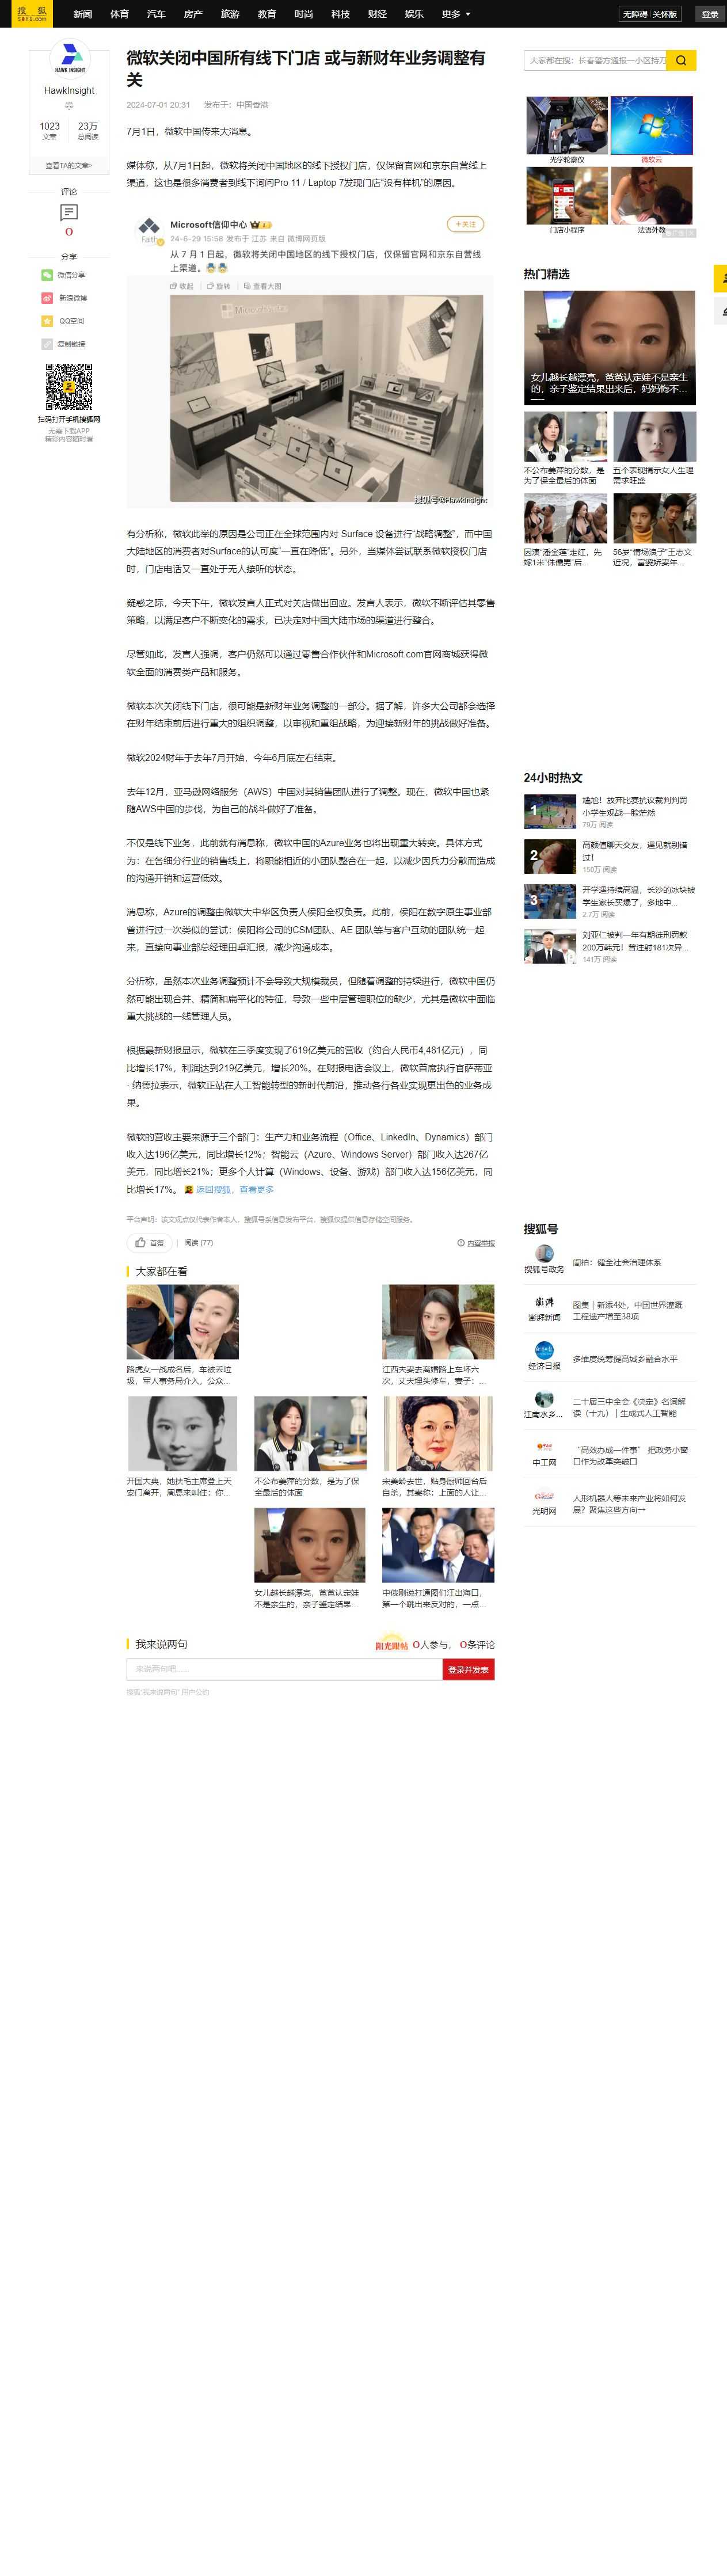 搜 狐
新闻 体育 汽车 房产 旅游 教育 时尚 科技 财经 娱乐 更多
无障碍 关怀版
登录
HAWK INSIGHT
HawkInsight
1023 23万
文章 总阅读
查看TA的文章>
评论
0
分享
微信分享
新浪微博
QQ空间
复制链接
扫码打开手机搜狐网
无需下载APP
精彩内容随时看
微软关闭中国所有线下门店 或与新财年业务调整有
关
2024-07-01 20:31 发布于：中国香港
7月1日，微软中国传来大消息。
媒体称，从7月1日起，微软将关闭中国地区的线下授权门店，仅保留官网和京东自营线上
渠道，这也是很多消费者到线下询问Pro 11 / Laptop 7发现门店“没有样机”的原因。
Faith
Microsoft信仰中心
+关注
24-6-29 15:58 发布于 江苏 来自 微博网页版
从 7 月 1 日起，微软将关闭中国地区的线下授权门店，仅保留官网和京东自营线
上渠道。
收起 旋转 查看大图
搜狐号@HawkInsight
有分析称，微软此举的原因是公司正在全球范围内对 Surface 设备进行“战略调整”，而中国
大陆地区的消费者对Surface的认可度“一直在降低”。另外，当媒体尝试联系微软授权门店
时，门店电话又一直处于无人接听的状态。
疑惑之际，今天下午，微软发言人正式对关店做出回应。发言人表示，微软不断评估其零售
策略，以满足客户不断变化的需求，已决定对中国大陆市场的渠道进行整合。
尽管如此，发言人强调，客户仍然可以通过零售合作伙伴和Microsoft.com官网商城获得微
软全面的消费类产品和服务。
微软本次关闭线下门店，很可能是新财年业务调整的一部分。据了解，许多大公司都会选择
在财年结束前后进行重大的组织调整，以审视和重组战略，为迎接新财年的挑战做好准备。
微软2024财年于去年7月开始，今年6月底左右结束。
去年12月，亚马逊网络服务（AWS）中国对其销售团队进行了调整。现在，微软中国也紧
随AWS中国的步伐，为自己的战斗做好了准备。
不仅是线下业务，此前就有消息称，微软中国的Azure业务也将出现重大转变。具体方式
为：在各细分行业的销售线上，将职能相近的小团队整合在一起，以减少因兵力分散而造成
的沟通开销和运营低效。
消息称，Azure的调整由微软大中华区负责人侯阳全权负责。此前，侯阳在数字原生事业部
曾进行过一次类似的尝试：侯阳将公司的CSM团队、AE 团队等与客户互动的团队统一起
来，直接向事业部总经理田卓汇报，减少沟通成本。
分析称，虽然本次业务调整预计不会导致大规模裁员，但随着调整的持续进行，微软中国仍
然可能出现合并、精简和扁平化的特征，导致一些中层管理职位的缺少，尤其是微软中面临
重大挑战的一线管理人员。
根据最新财报显示，微软在三季度实现了619亿美元的营收（约合人民币4,481亿元），同
比增长17%，利润达到219亿美元，增长20%。在财报电话会议上，微软首席执行官萨蒂亚
· 纳德拉表示，微软正站在人工智能转型的新时代前沿，推动各行各业实现更出色的业务成
果。
微软的营收主要来源于三个部门：生产力和业务流程（Office、LinkedIn、Dynamics）部门
收入达196亿美元，同比增长12%；智能云（Azure、Windows Server）部门收入达267亿
美元，同比增长21%；更多个人计算（Windows、设备、游戏）部门收入达156亿美元，同
比增长17%。 返回搜狐，查看更多
平台声明：该文观点仅代表作者本人，搜狐号系信息发布平台，搜狐仅提供信息存储空间服务。
首赞 阅读 (77)
内容举报
大家都在看
路虎女一战成名后，车被丢垃
圾，军人事务局介入，公众...
江西夫妻去离婚路上车坏六
次，丈夫埋头修车，妻子：...
开国大典，她扶毛主席登上天
安门离开，周恩来叫住：你...
不公布姜萍的分数，是为了保
全最后的体面
宋美龄去世，贴身厨师回台后
自杀，其妻称：上面的人让...
女儿越长越漂亮，爸爸认定娃
不是亲生的，亲子鉴定结果...
中俄刚说打通图们江出海口，
第一个跳出来反对的，一点...
我来说两句
阳光跟帖 0人参与， 0条评论
来说两句吧......
登录并发表
搜狐“我来说两句” 用户公约
大家都在搜：长春警方通报一小区持刀
光学轮廓仪
微软云
门店小程序
法语外教
热门精选
女儿越长越漂亮，爸爸认定娃不是亲生
的，亲子鉴定结果出来后，妈妈悔不...
不公布姜萍的分数，是
为了保全最后的体面
五个表现揭示女人生理
需求旺盛
因演“潘金莲”走红，先
嫁1米“侏儒男”后...
56岁“情场浪子”王志文
近况，富婆娇妻年...
24小时热文
1
尴尬！放弃比赛抗议裁判判罚
小学生观战一脸茫然
79万 阅读
2
高颜值聊天交友，遇见就别错
过！
150万 阅读
3
开学遇持续高温，长沙的冰块被
学生家长买爆了，多地中...
2.7万 阅读
刘亚仁被判一年有期徒刑罚款
200万韩元！曾注射181次异...
141万 阅读
搜狐号
搜狐号政务
闻柏：健全社会治理体系
澎湃
澎湃新闻
图集｜新添4处，中国世界灌溉
工程遗产增至38项
经济日报
多维度统筹提高城乡融合水平
江南水乡...
二十届三中全会《决定》名词解
读（十九）｜生成式人工智能
中工网
“高效办成一件事” 把政务小窗
口作为改革突破口
光明网
人形机器人等未来产业将如何发
展？聚焦这些方向→